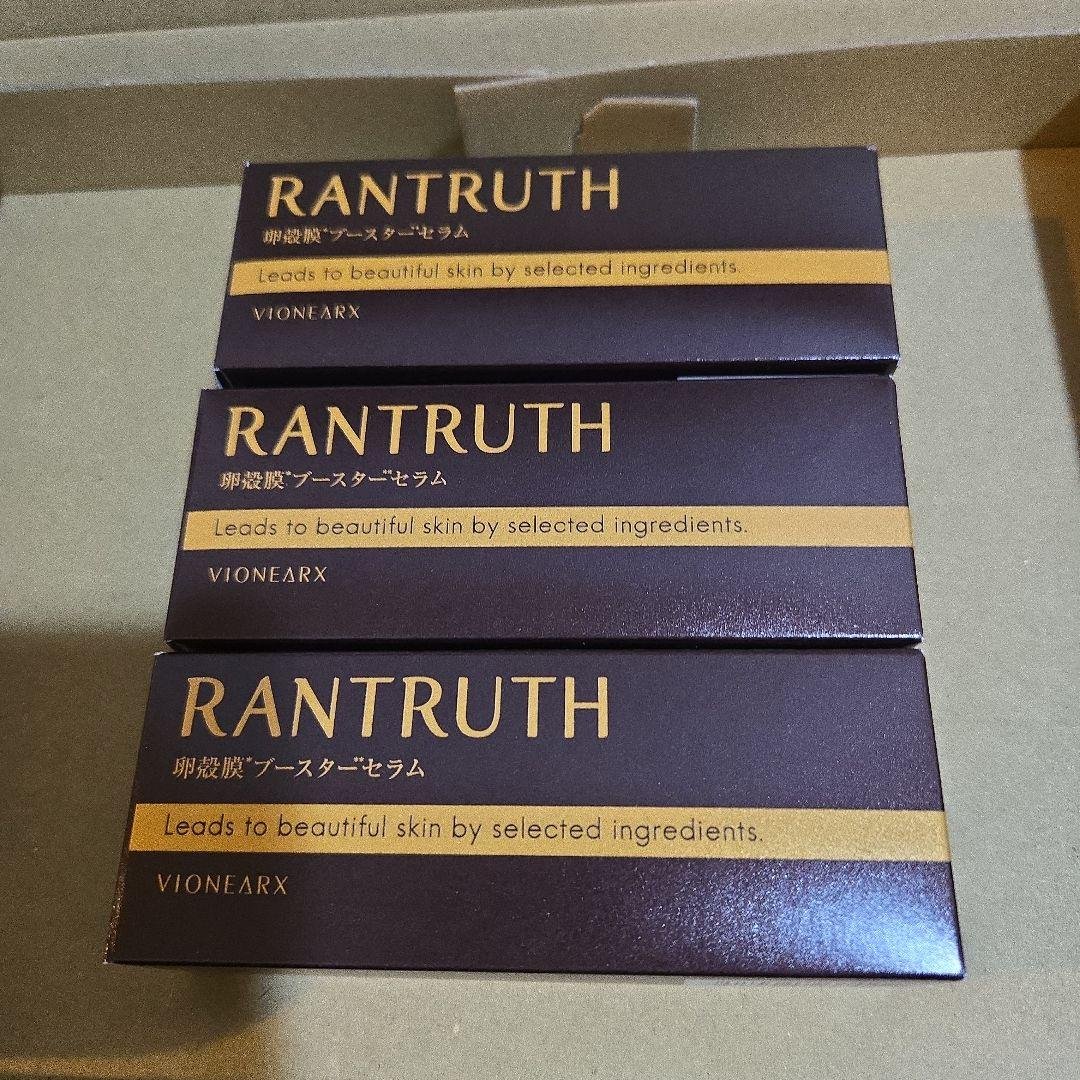 RANTRUTH
卵殻膜*ブースター**セラム
Leads to beautiful skin by selected ingredients.
VIONEARX
RANTRUTH
卵殻膜*ブースター**セラム
Leads to beautiful skin by selected ingredients.
VIONEARX
RANTRUTH
卵殻膜*ブースター**セラム
Leads to beautiful skin by selected ingredients.
VIONEARX